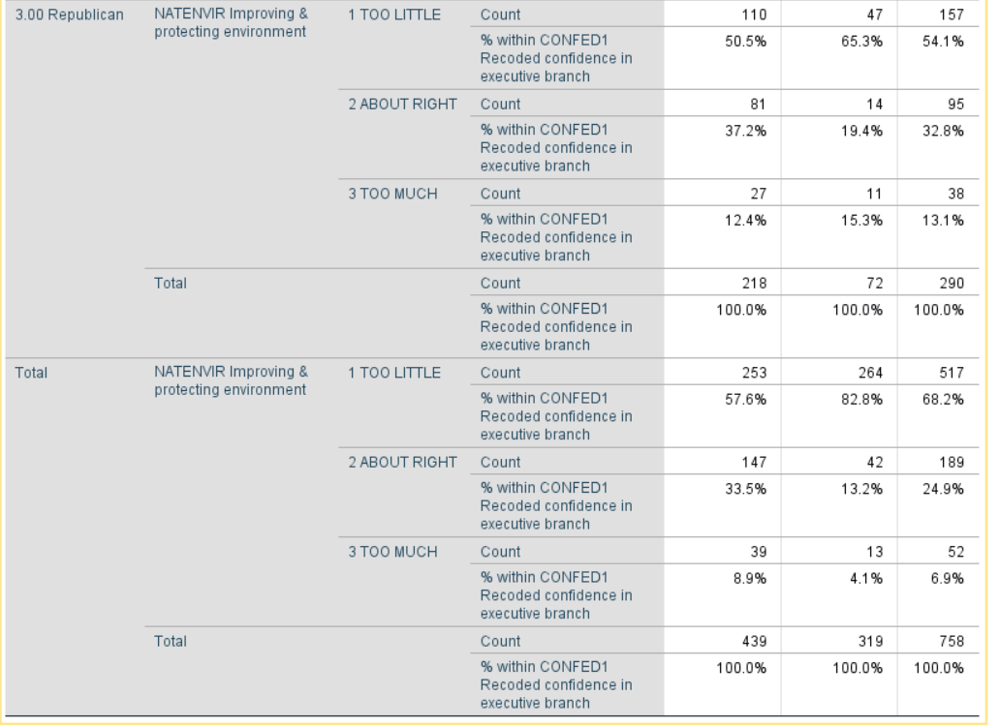 3.00 Republican NATENVIR Improving & 1 TOO LITTLE Count 110 47 157
protecting environment
% within CONFED1 50.5% 65.3% 54.1%
Recoded confidence in
executive branch
2 ABOUT RIGHT Count 81 14 95
% within CONFED1 37.2% 19.4% 32.8%
Recoded confidence in
executive branch
3 TOO MUCH Count 27 11 38
% within CONFED1 12.4% 15.3% 13.1%
Recoded confidence in
executive branch
Total Count 218 72 290
% within CONFED1 100.0% 100.0% 100.0%
Recoded confidence in
executive branch
Total NATENVIR Improving & 1 TOO LITTLE Count 253 264 517
protecting environment
% within CONFED1 57.6% 82.8% 68.2%
Recoded confidence in
executive branch
2 ABOUT RIGHT Count 147 42 189
% within CONFED1 33.5% 13.2% 24.9%
Recoded confidence in
executive branch
3 TOO MUCH Count 39 13 52
% within CONFED1 8.9% 4.1% 6.9%
Recoded confidence in
executive branch
Total Count 439 319 758
% within CONFED1 100.0% 100.0% 100.0%
Recoded confidence in
executive branch